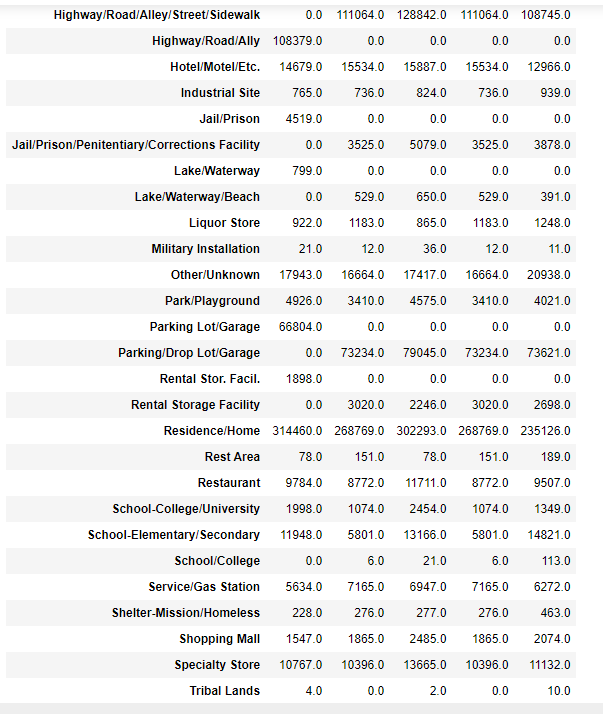 Highway/Road/Alley/Street/Sidewalk 0.0 111064.0 128842.0 111064.0 108745.0
Highway/Road/Ally 108379.0 0.0 0.0 0.0 0.0
Hotel/Motel/Etc. 14679.0 15534.0 15887.0 15534.0 12966.0
Industrial Site 765.0 736.0 824.0 736.0 939.0
Jail/Prison 4519.0 0.0 0.0 0.0 0.0
Jail/Prison/Penitentiary/Corrections Facility 0.0 3525.0 5079.0 3525.0 3878.0
Lake/Waterway 799.0 0.0 0.0 0.0 0.0
Lake/Waterway/Beach 0.0 529.0 650.0 529.0 391.0
Liquor Store 922.0 1183.0 865.0 1183.0 1248.0
Military Installation 21.0 12.0 36.0 12.0 11.0
Other/Unknown 17943.0 16664.0 17417.0 16664.0 20938.0
Park/Playground 4926.0 3410.0 4575.0 3410.0 4021.0
Parking Lot/Garage 66804.0 0.0 0.0 0.0 0.0
Parking/Drop Lot/Garage 0.0 73234.0 79045.0 73234.0 73621.0
Rental Stor. Facil. 1898.0 0.0 0.0 0.0 0.0
Rental Storage Facility 0.0 3020.0 2246.0 3020.0 2698.0
Residence/Home 314460.0 268769.0 302293.0 268769.0 235126.0
Rest Area 78.0 151.0 78.0 151.0 189.0
Restaurant 9784.0 8772.0 11711.0 8772.0 9507.0
School-College/University 1998.0 1074.0 2454.0 1074.0 1349.0
School-Elementary/Secondary 11948.0 5801.0 13166.0 5801.0 14821.0
School/College 0.0 6.0 21.0 6.0 113.0
Service/Gas Station 5634.0 7165.0 6947.0 7165.0 6272.0
Shelter-Mission/Homeless 228.0 276.0 277.0 276.0 463.0
Shopping Mall 1547.0 1865.0 2485.0 1865.0 2074.0
Specialty Store 10767.0 10396.0 13665.0 10396.0 11132.0
Tribal Lands 4.0 0.0 2.0 0.0 10.0